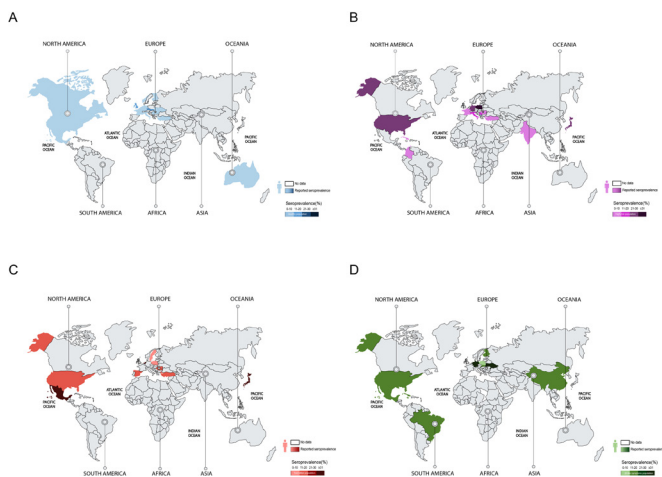 A
NORTH AMERICA
EUROPE
OCEANIA
ATLANTIC
OCEAN
PACIFIC
OCEAN
PACIFIC
OCEAN
INDIAN
OCEAN
SOUTH AMERICA
AFRICA
ASIA
No data
Reported seroprevalence
Seroprevalence(%)
B
NORTH AMERICA
EUROPE
OCEANIA
ATLANTIC
OCEAN
PACIFIC
OCEAN
PACIFIC
OCEAN
INDIAN
OCEAN
SOUTH AMERICA
AFRICA
ASIA
No data
Reported seroprevalence
Seroprevalence(%)
C
NORTH AMERICA
EUROPE
OCEANIA
ATLANTIC
OCEAN
PACIFIC
OCEAN
PACIFIC
OCEAN
INDIAN
OCEAN
SOUTH AMERICA
AFRICA
ASIA
No data
Reported seroprevalence
Seroprevalence(%)
D
NORTH AMERICA
EUROPE
OCEANIA
ATLANTIC
OCEAN
PACIFIC
OCEAN
PACIFIC
OCEAN
INDIAN
OCEAN
SOUTH AMERICA
AFRICA
ASIA
No data
Reported seroprevalence
Seroprevalence(%)